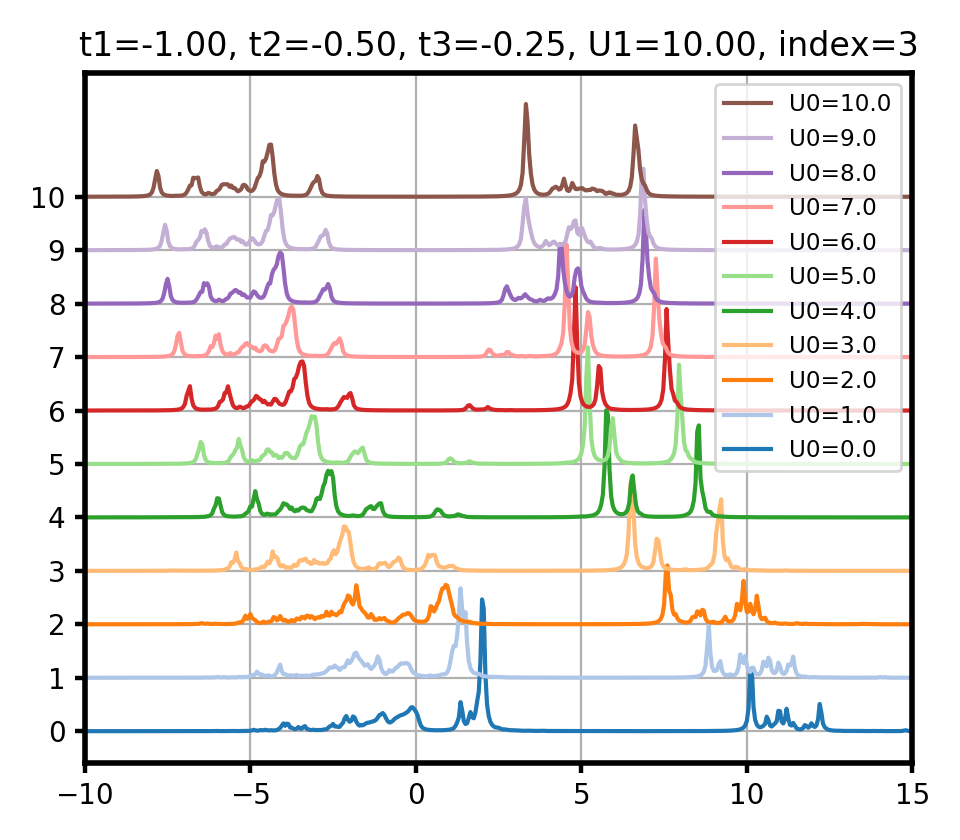 t1=-1.00, t2=-0.50, t3=-0.25, U1=10.00, index=3
U0=10.0
U0=9.0
U0=8.0
U0=7.0
U0=6.0
U0=5.0
U0=4.0
U0=3.0
U0=2.0
U0=1.0
U0=0.0
10
9
8
7
6
5
4
3
2
1
0
−10 −5 0 5 10 15